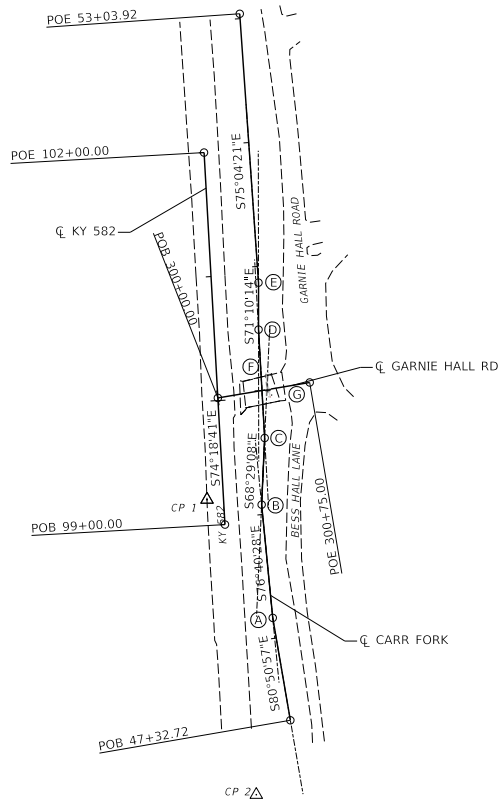 POE 53+03.92
POE 102+00.00
S75°04'21"E
℄ KY 582
GARNIE HALL ROAD
POB 300+00.00
E
S71°10'14"E
D
F
℄ GARNIE HALL RD
G
S74°18'41"E
C
S68°29'08"E
BESS HALL LANE
CP 1
B
POB 99+00.00
KY 582
POE 300+75.00
S76°40'28"E
A
℄ CARR FORK
S80°50'57"E
POB 47+32.72
CP 2